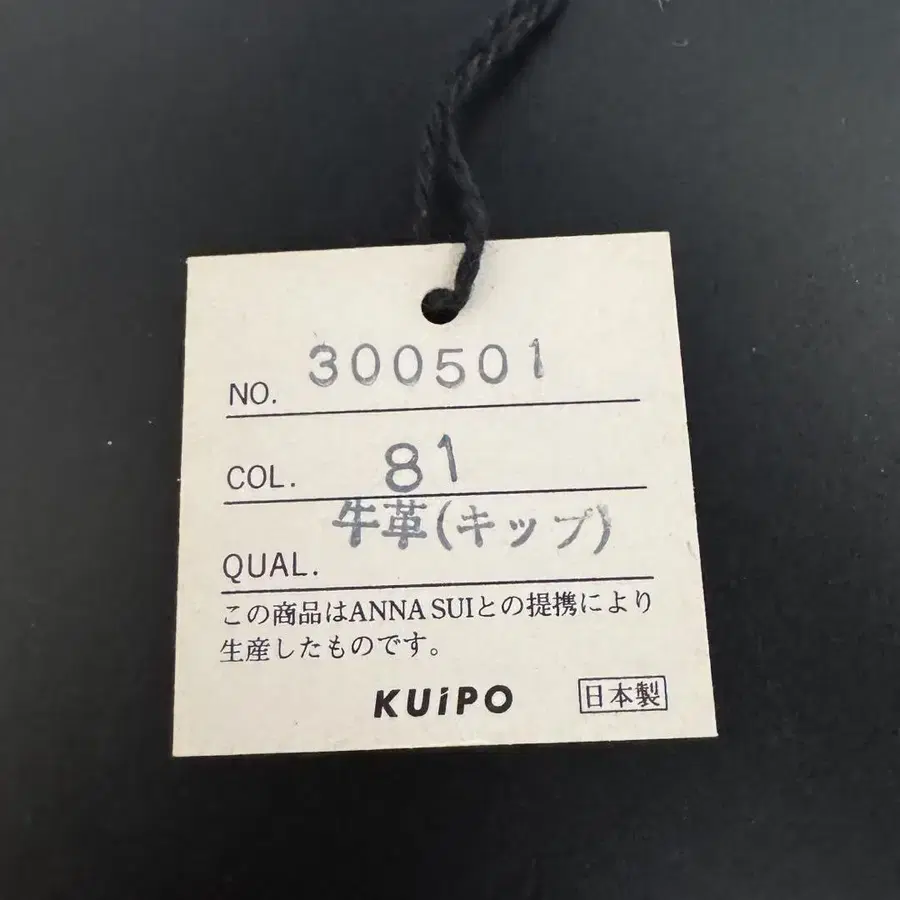 NO. 300501
COL. 81
QUAL. 牛革(キップ)
この商品はANNA SUIとの提携により
生産したものです。
KUiPO 日本製